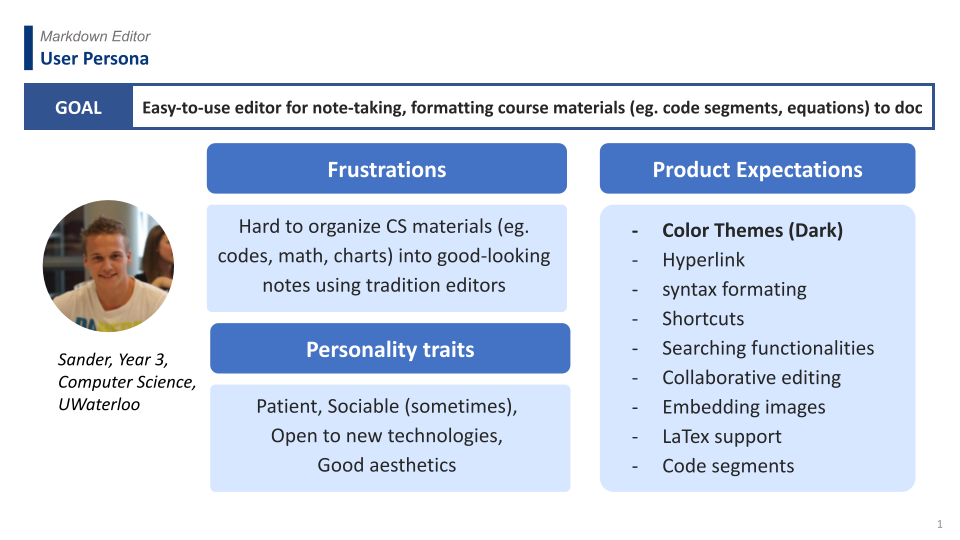 Markdown Editor
User Persona
GOAL
Easy-to-use editor for note-taking, formatting course materials (eg. code segments, equations) to doc
Frustrations
Hard to organize CS materials (eg.
codes, math, charts) into good-looking
notes using tradition editors
Sander, Year 3,
Computer Science,
UWaterloo
Personality traits
Patient, Sociable (sometimes),
Open to new technologies,
Good aesthetics
Product Expectations
- Color Themes (Dark)
- Hyperlink
- syntax formating
- Shortcuts
- Searching functionalities
- Collaborative editing
- Embedding images
- LaTex support
- Code segments
1